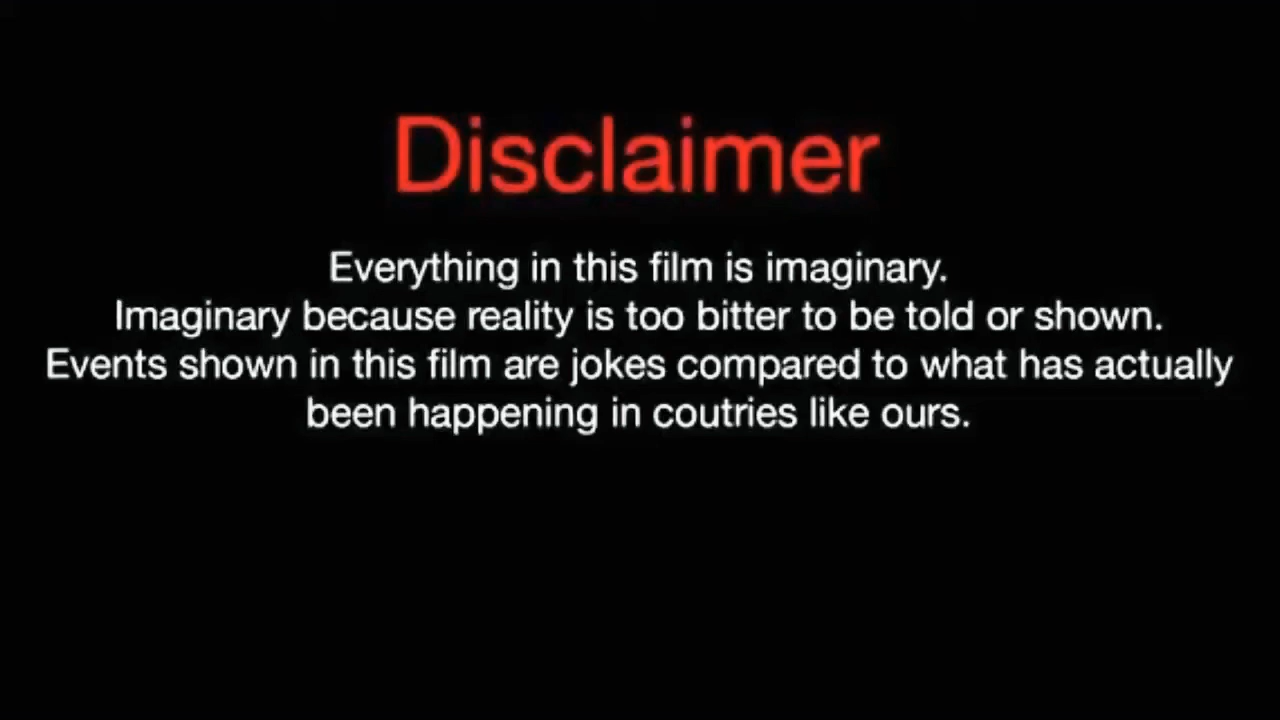 Disclaimer
Everything in this film is imaginary.
Imaginary because reality is too bitter to be told or shown.
Events shown in this film are jokes compared to what has actually
been happening in coutries like ours.